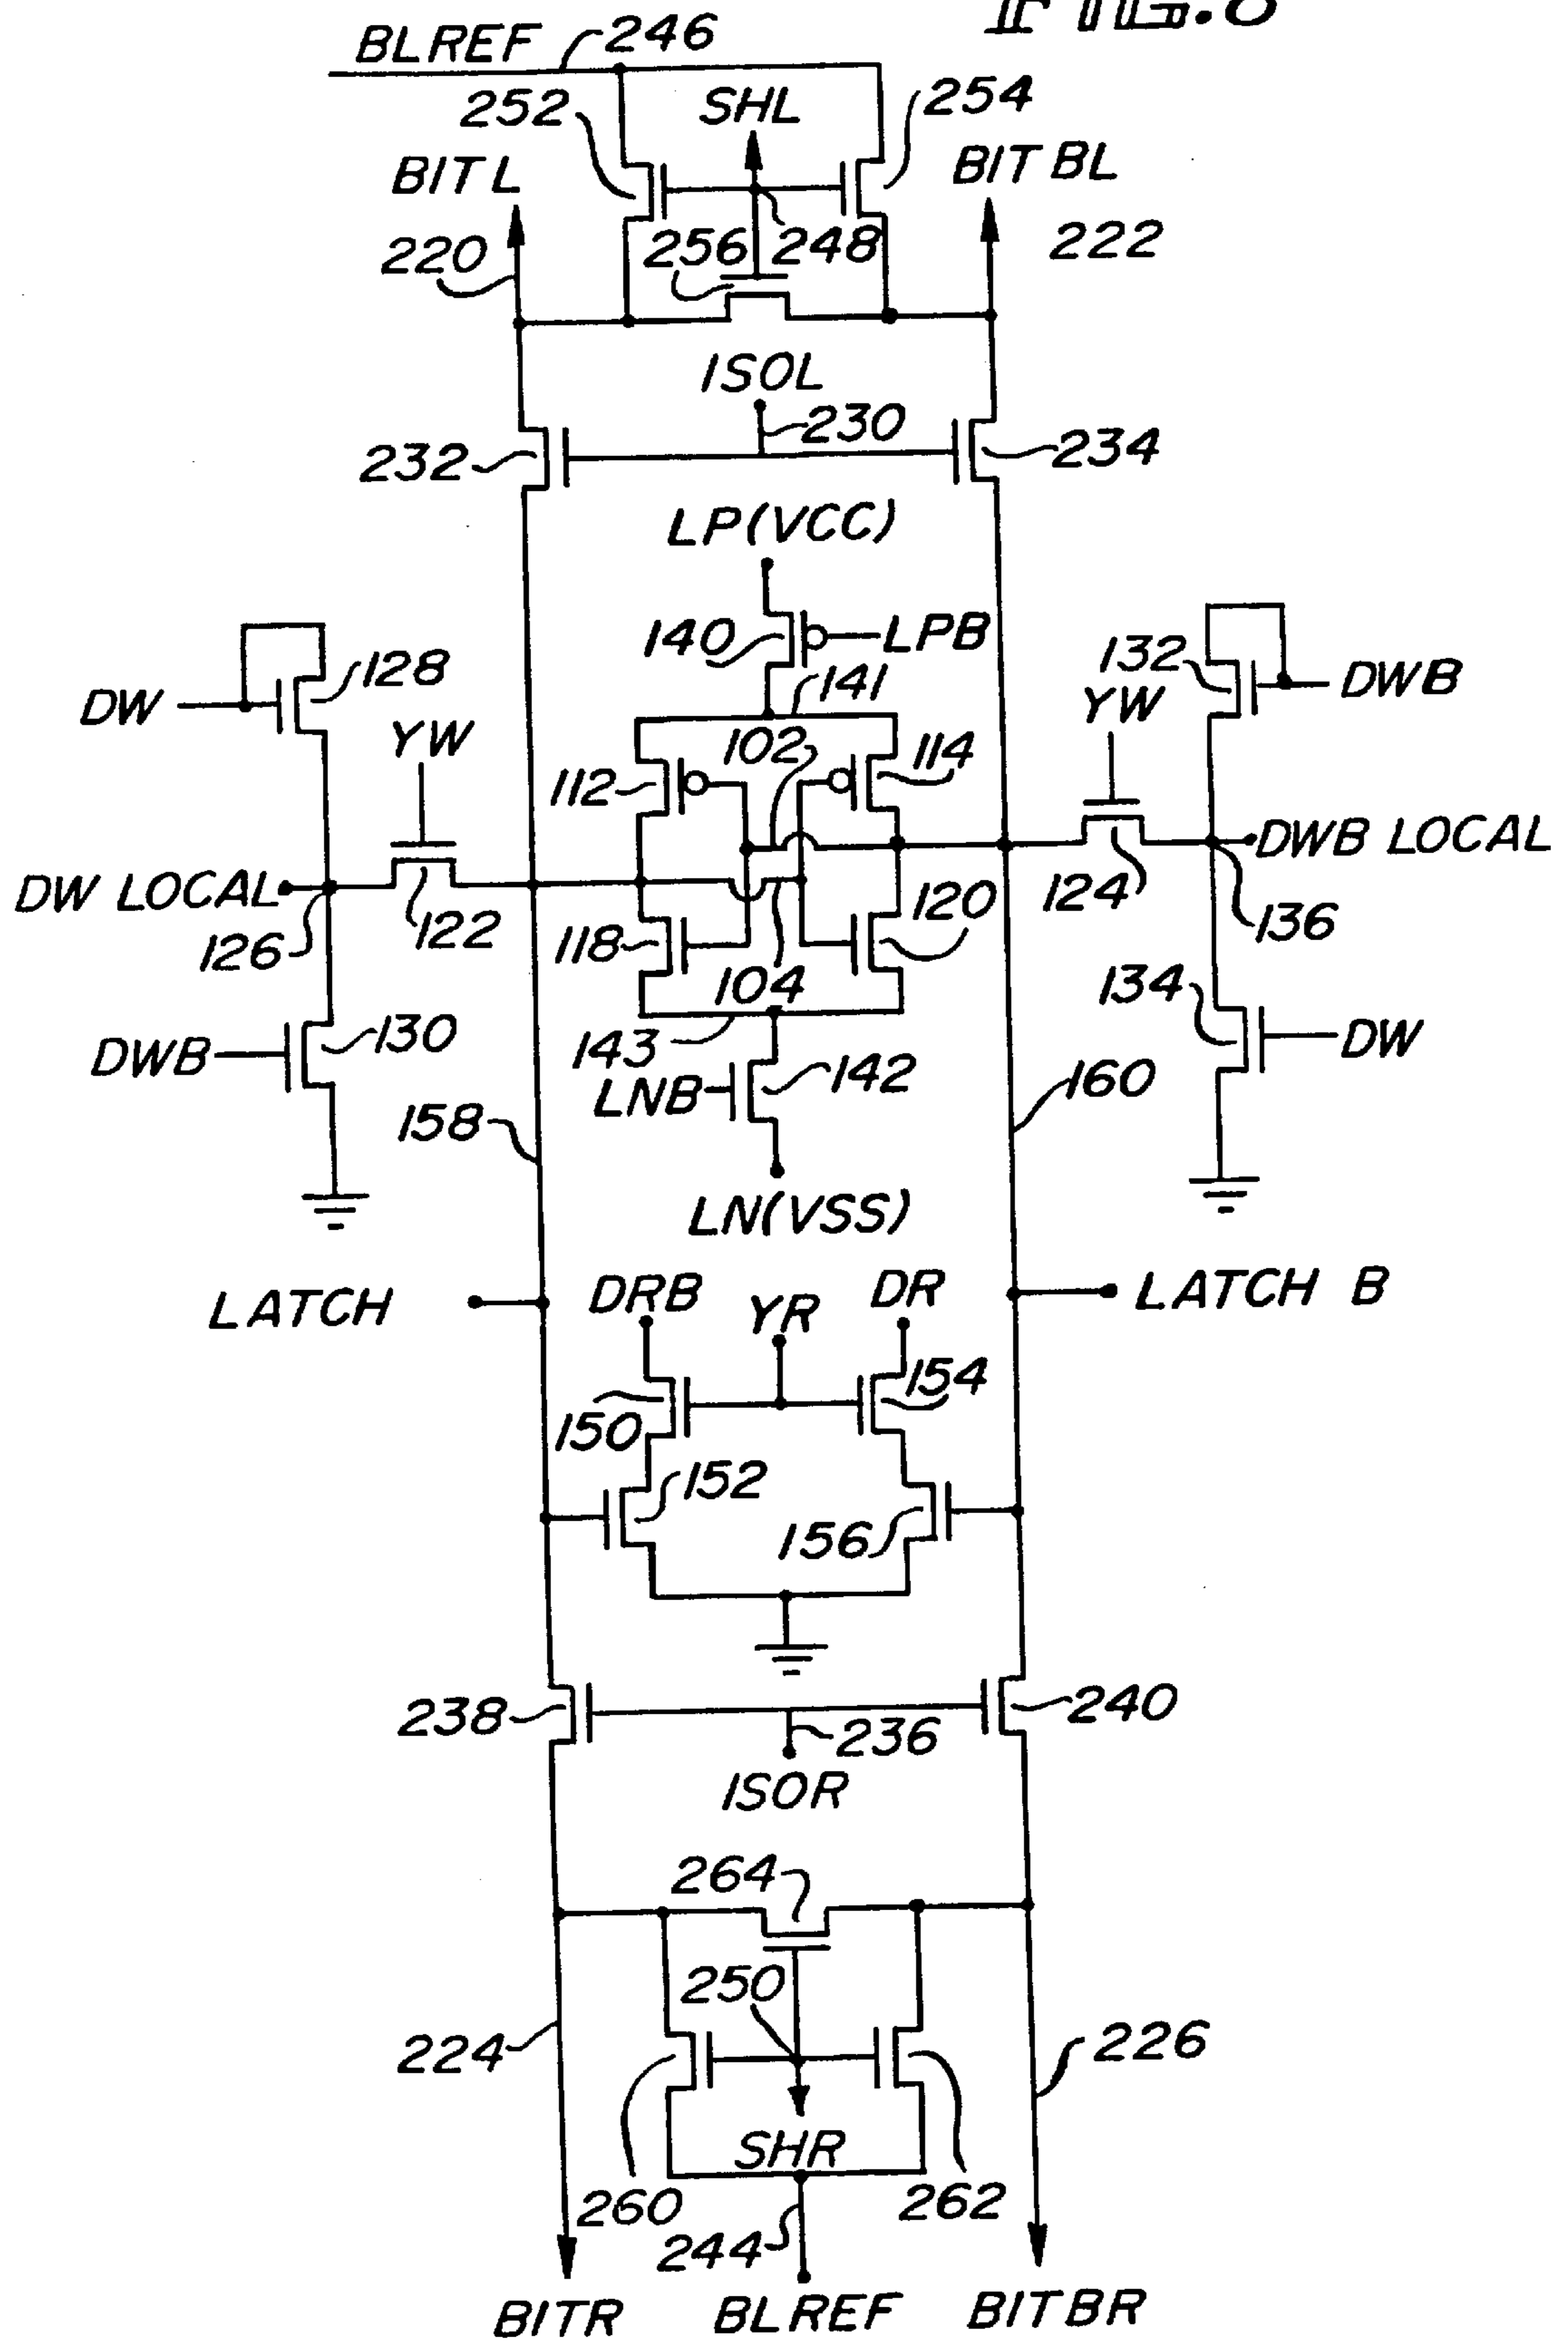 FIG.8
BLREF 246
252 SHL 254
BIT L BIT BL
220 256 248 222
ISOL
230
232 234
LP(VCC)
140 LPB
128 132
DW 141 DWB
YW 102 114 YW
112
DWB LOCAL
DW LOCAL 124
122 120 136
126 118
104 134
DWB 130 143 142 DW
LNB
158 160
LN(VSS)
DRB YR DR
LATCH LATCH B
154
150
152
156
238 240
236
ISOR
264
250
224 226
SHR
260 262
244
BITR BLREF BITBR